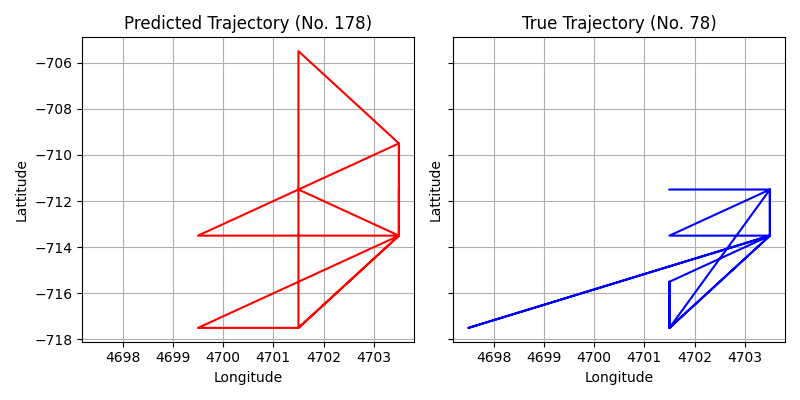 Predicted Trajectory (No. 178)
True Trajectory (No. 78)
Lattitude
−706
−708
−710
−712
−714
−716
−718
4698 4699 4700 4701 4702 4703
Longitude
Lattitude
4698 4699 4700 4701 4702 4703
Longitude